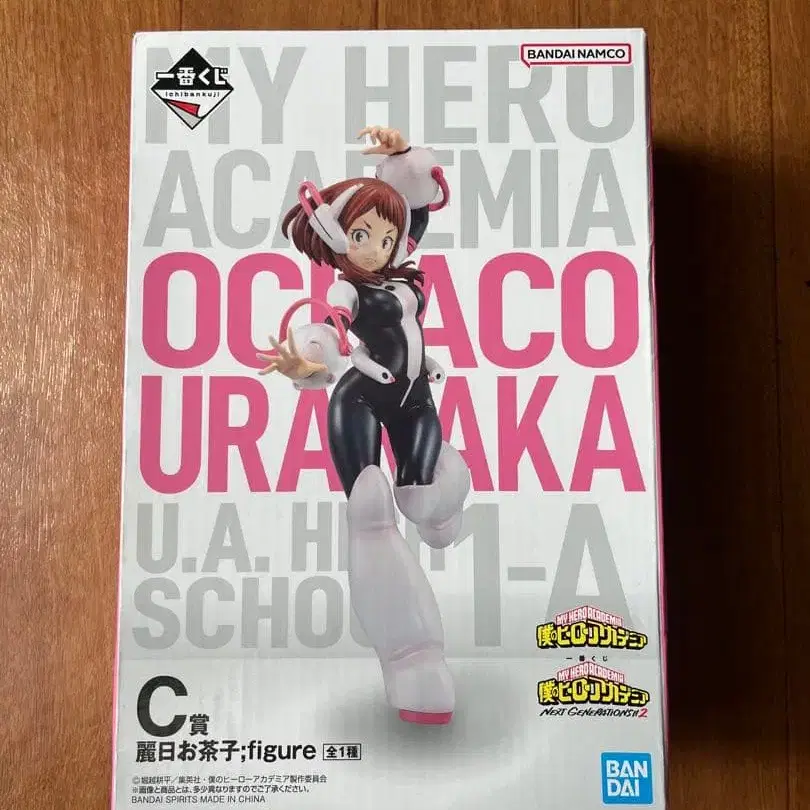 一番くじ
ichibankuji
BANDAI NAMCO
MY HERO
ACADEMIA
OCHACO
URARAKA
U.A. HIGH
SCHOOL 1-A
MY HERO ACADEMIA
僕のヒーローアカデミア
一番くじ
MY HERO ACADEMIA
僕のヒーローアカデミア
NEXT GENERATIONS!! 2
C賞
麗日お茶子;figure 全1種
©堀越耕平／集英社・僕のヒーローアカデミア製作委員会
※画像と商品とは、多少異なりますのでご了承ください。
BANDAI SPIRITS MADE IN CHINA
BAN
DAI